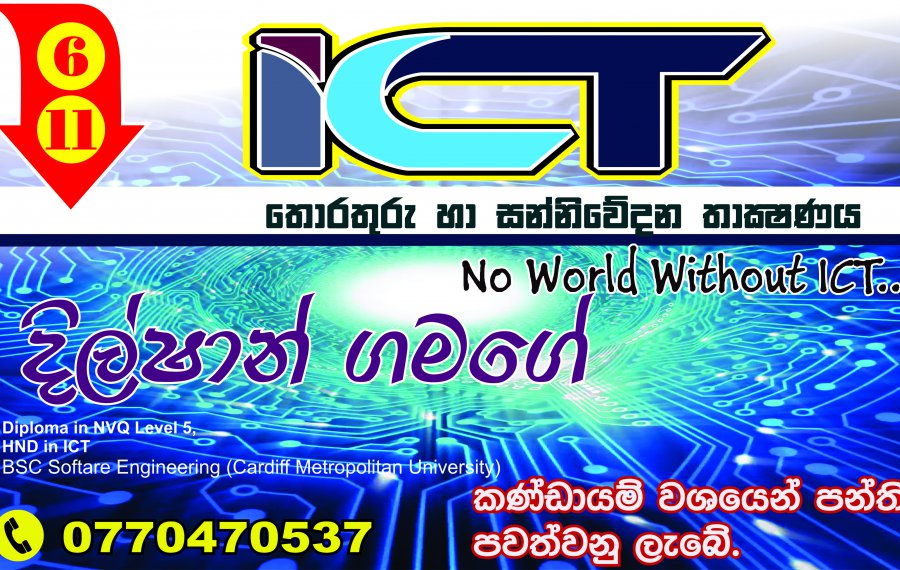 6
11
ICT
තොරතුරු හා සන්නිවේදන තාක්ෂණය
No World Without ICT..
දිල්ෂාන් ගමගේ
Diploma in NVQ Level 5,
HND in ICT
BSC Softare Engineering (Cardiff Metropolitan University)
0770470537
කණ්ඩායම් වශයෙන් පන්ති
පවත්වනු ලැබේ.